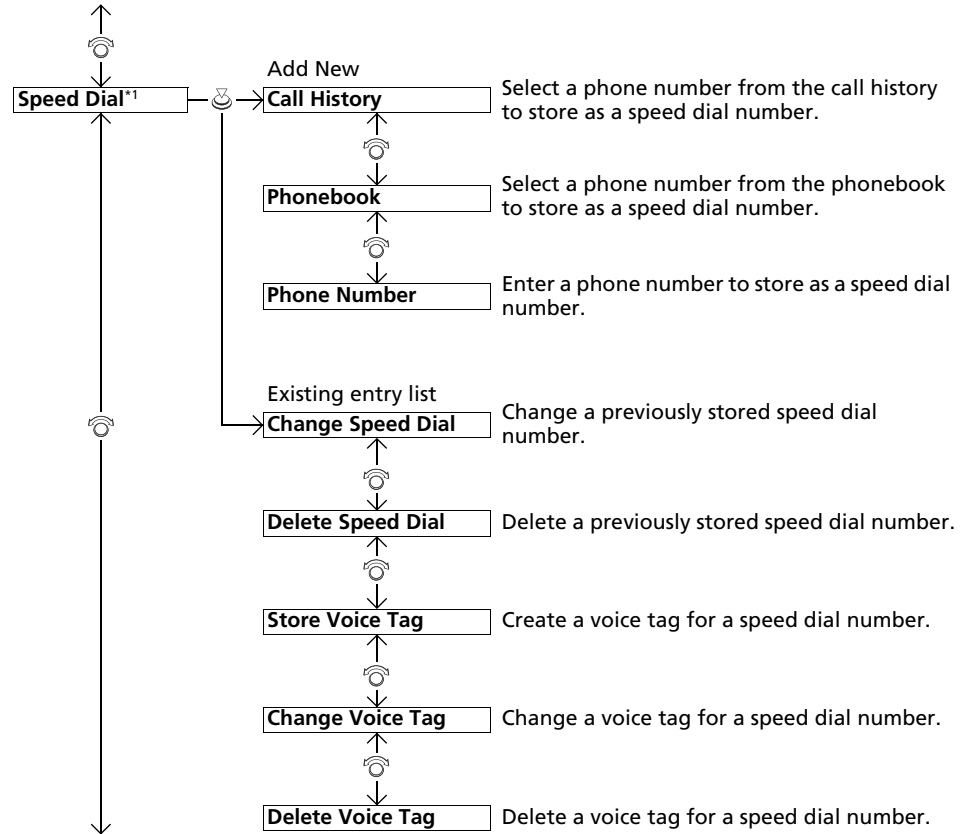 Add New
Speed Dial*1
Call History
Select a phone number from the call history
to store as a speed dial number.
Phonebook
Select a phone number from the phonebook
to store as a speed dial number.
Phone Number
Enter a phone number to store as a speed dial
number.
Existing entry list
Change Speed Dial
Change a previously stored speed dial
number.
Delete Speed Dial
Delete a previously stored speed dial number.
Store Voice Tag
Create a voice tag for a speed dial number.
Change Voice Tag
Change a voice tag for a speed dial number.
Delete Voice Tag
Delete a voice tag for a speed dial number.